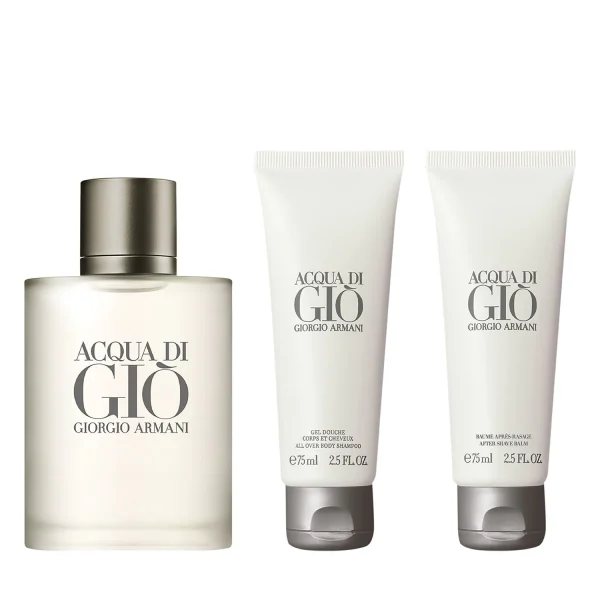 ACQUA DI
GIÒ
GIORGIO ARMANI
ACQUA DI
GIÒ
GIORGIO ARMANI
GEL DOUCHE
CORPS ET CHEVEUX
ALL OVER BODY SHAMPOO
℮75ml 2.5 FL.OZ.
ACQUA DI
GIÒ
GIORGIO ARMANI
BAUME APRÈS-RASAGE
AFTER SHAVE BALM
℮75ml 2.5 FL.OZ.